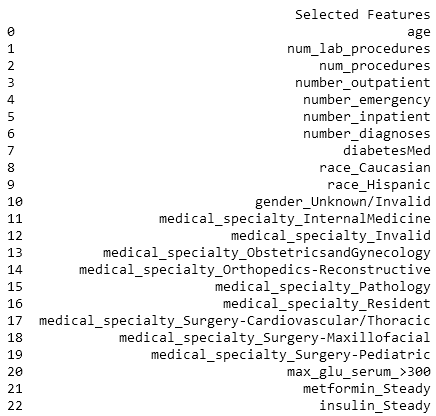 Selected Features
0 age
1 num_lab_procedures
2 num_procedures
3 number_outpatient
4 number_emergency
5 number_inpatient
6 number_diagnoses
7 diabetesMed
8 race_Caucasian
9 race_Hispanic
10 gender_Unknown/Invalid
11 medical_specialty_InternalMedicine
12 medical_specialty_Invalid
13 medical_specialty_ObstetricsandGynecology
14 medical_specialty_Orthopedics-Reconstructive
15 medical_specialty_Pathology
16 medical_specialty_Resident
17 medical_specialty_Surgery-Cardiovascular/Thoracic
18 medical_specialty_Surgery-Maxillofacial
19 medical_specialty_Surgery-Pediatric
20 max_glu_serum_>300
21 metformin_Steady
22 insulin_Steady